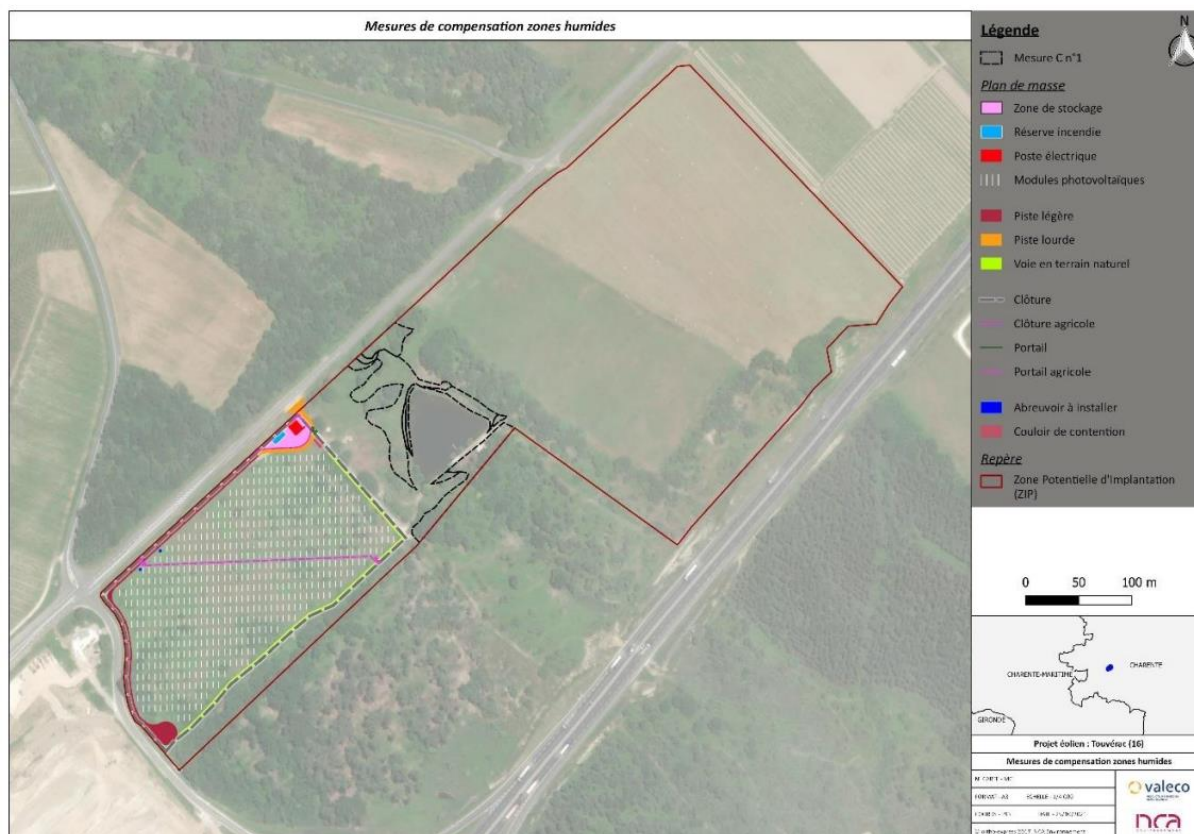 Mesures de compensation zones humides
Légende
N
Mesure C n°1
Plan de masse
Zone de stockage
Réserve incendie
Poste électrique
Modules photovoltaïques
Piste légère
Piste lourde
Voie en terrain naturel
Clôture
Clôture agricole
Portail
Portail agricole
Abreuvoir à installer
Couloir de contention
Repère
Zone Potentielle d'Implantation
(ZIP)
0 50 100 m
CHARENTE-MARITIME
CHARENTE
GIRONDE
Projet éolien : Touvérac (16)
Mesures de compensation zones humides
valeco
nca